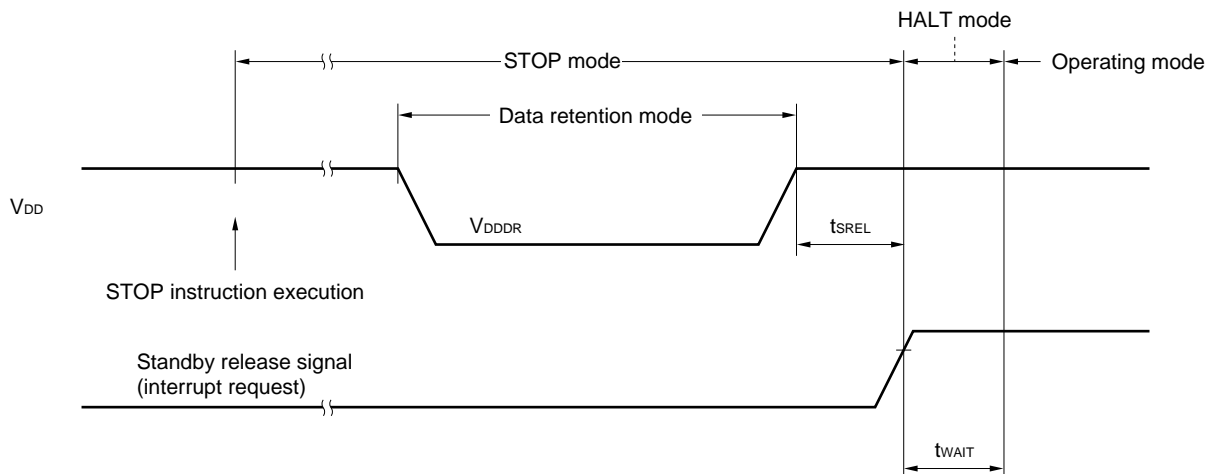 HALT mode
STOP mode
Operating mode
Data retention mode
VDD
VDDDR
tSREL
STOP instruction execution
Standby release signal
(interrupt request)
tWAIT